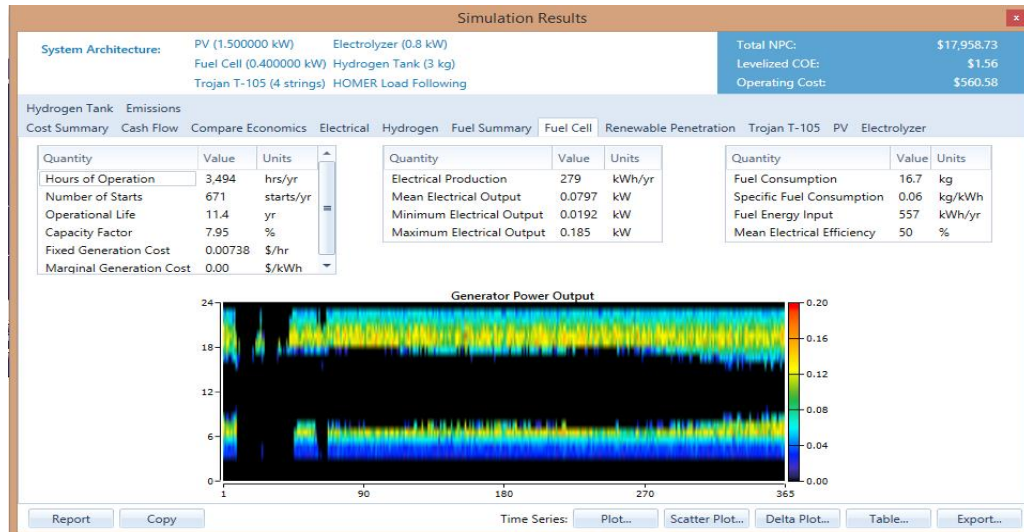 Simulation Results
x
System Architecture:
PV (1.500000 kW) Electrolyzer (0.8 kW)
Fuel Cell (0.400000 kW) Hydrogen Tank (3 kg)
Trojan T-105 (4 strings) HOMER Load Following
Total NPC: $17,958.73
Levelized COE: $1.56
Operating Cost: $560.58
Hydrogen Tank Emissions
Cost Summary Cash Flow Compare Economics Electrical Hydrogen Fuel Summary Fuel Cell Renewable Penetration Trojan T-105 PV Electrolyzer
Quantity Value Units
Hours of Operation 3,494 hrs/yr
Number of Starts 671 starts/yr
Operational Life 11.4 yr
Capacity Factor 7.95 %
Fixed Generation Cost 0.00738 $/hr
Marginal Generation Cost 0.00 $/kWh
Quantity Value Units
Electrical Production 279 kWh/yr
Mean Electrical Output 0.0797 kW
Minimum Electrical Output 0.0192 kW
Maximum Electrical Output 0.185 kW
Quantity Value Units
Fuel Consumption 16.7 kg
Specific Fuel Consumption 0.06 kg/kWh
Fuel Energy Input 557 kWh/yr
Mean Electrical Efficiency 50 %
Generator Power Output
24
18
12
6
0
1 90 180 270 365
0.20
0.16
0.12
0.08
0.04
0.00
Report Copy Time Series: Plot... Scatter Plot... Delta Plot... Table... Export...